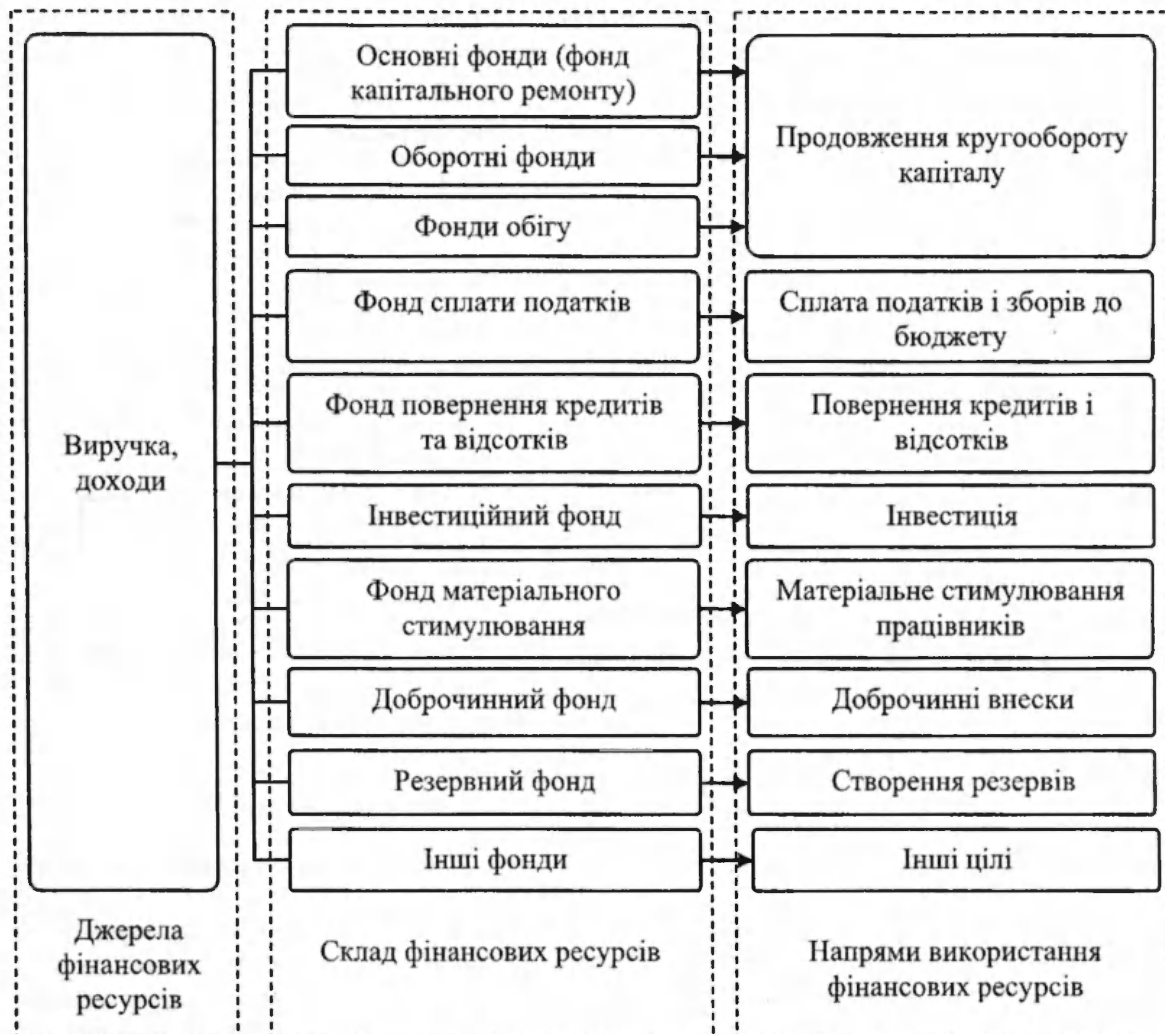 Виручка,
доходи
Джерела
фінансових
ресурсів
Основні фонди (фонд
капітального ремонту)
Оборотні фонди
Фонди обігу
Фонд сплати податків
Фонд повернення кредитів
та відсотків
Інвестиційний фонд
Фонд матеріального
стимулювання
Доброчинний фонд
Резервний фонд
Інші фонди
Склад фінансових ресурсів
Продовження кругообороту
капіталу
Сплата податків і зборів до
бюджету
Повернення кредитів і
відсотків
Інвестиція
Матеріальне стимулювання
працівників
Доброчинні внески
Створення резервів
Інші цілі
Напрями використання
фінансових ресурсів